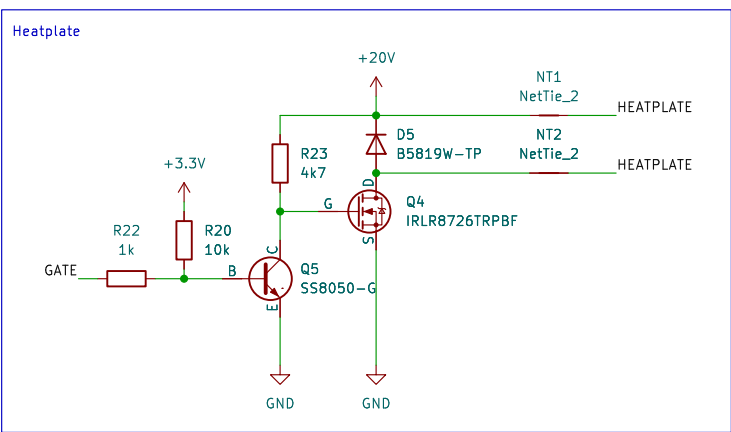 Heatplate
+20V
NT1
NetTie_2
HEATPLATE
D5
B5819W-TP
NT2
NetTie_2
HEATPLATE
R23
4k7
+3.3V
D
G
S
Q4
IRLR8726TRPBF
R22
1k
R20
10k
GATE
B
C
E
Q5
SS8050-G
GND
GND